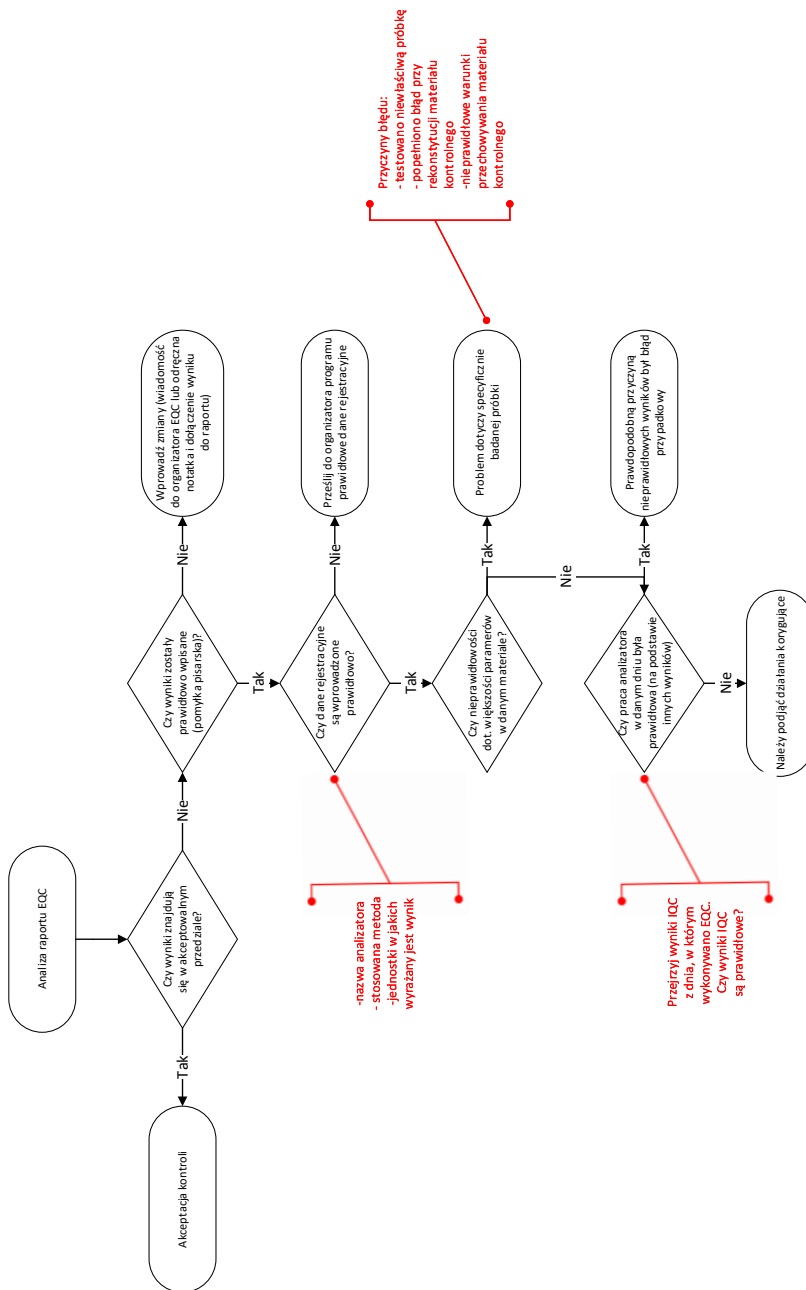 Analiza raportu EQC
Czy wyniki znajdują
się w akceptowalnym
przedziale?
Tak
Akceptacja kontroli
Nie
Czy wyniki zostały
prawidłowo wpisane
(pomyłka pisarska)?
Nie
Wprowadź zmiany (wiadomość
do organizatora EQC lub odręczna
notatka i dołączenie wyniku
do raportu)
Tak
-nazwa analizatora
- stosowana metoda
-jednostki w jakich
wyrażany jest wynik
Czy dane rejestracyjne
są wprowadzone
prawidłowo?
Nie
Prześlij do organizatora programu
prawidłowe dane rejestracyjne
Tak
Czy nieprawidłowości
dot. większości paramerów
w danym materiale?
Tak
Problem dotyczy specyficznie
badanej próbki
Przyczyny błędu:
- testowano niewłaściwą próbkę
- popełniono błąd przy
rekonstytucji materiału
kontrolnego
-nieprawidłowe warunki
przechowywania materiału
kontrolnego
Nie
Przejrzyj wyniki IQC
z dnia, w którym
wykonywano EQC.
Czy wyniki IQC
są prawidłowe?
Czy praca analizatora
w danym dniu była
prawidłowa (na podstawie
innych wyników)
Tak
Prawdopodobną przyczyną
nieprawidłowych wyników był błąd
przypadkowy
Nie
Należy podjąć działania korygujące